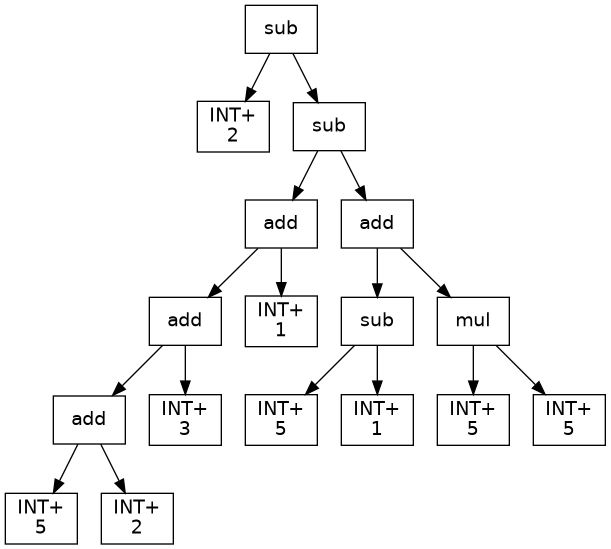 sub
INT+
2
sub
add
add
add
INT+
1
sub
mul
add
INT+
3
INT+
5
INT+
1
INT+
5
INT+
5
INT+
5
INT+
2